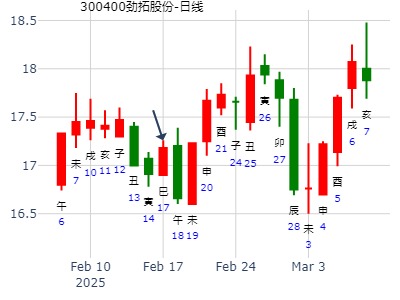 300400劲拓股份-日线
18.5
18
17.5
17
16.5
午
6
未
7
戌
10
亥
11
子
12
丑
13
寅
14
巳
17
午
18
未
19
申
20
酉
21
子
24
丑
25
寅
26
卯
27
辰
28
未
3
申
4
酉
5
戌
6
亥
7
Feb 10
2025
Feb 17
Feb 24
Mar 3